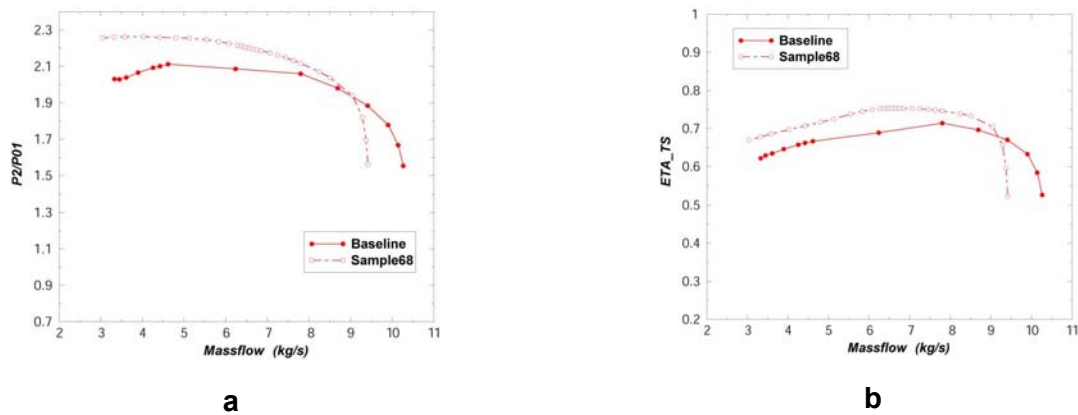 2.3
2.1
1.9
1.7
1.5
1.3
1.1
0.9
0.7
P2/P01
2 3 4 5 6 7 8 9 10 11
Massflow (kg/s)
Baseline
Sample68
a
1
0.9
0.8
0.7
0.6
0.5
0.4
0.3
0.2
ETA_TS
2 3 4 5 6 7 8 9 10 11
Massflow (kg/s)
Baseline
Sample68
b